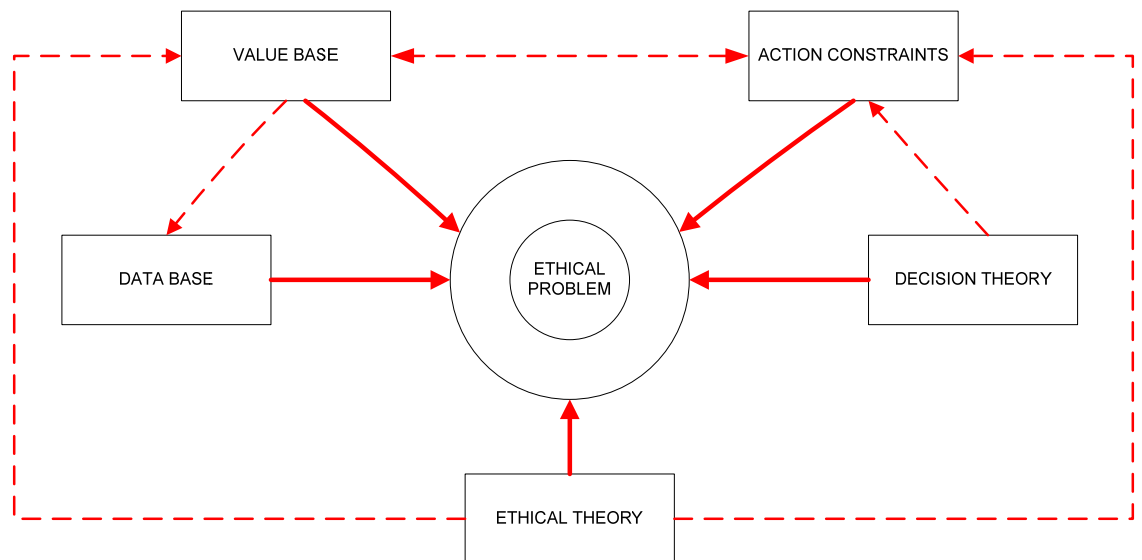 VALUE BASE
ACTION CONSTRAINTS
DATA BASE
ETHICAL
PROBLEM
DECISION THEORY
ETHICAL THEORY